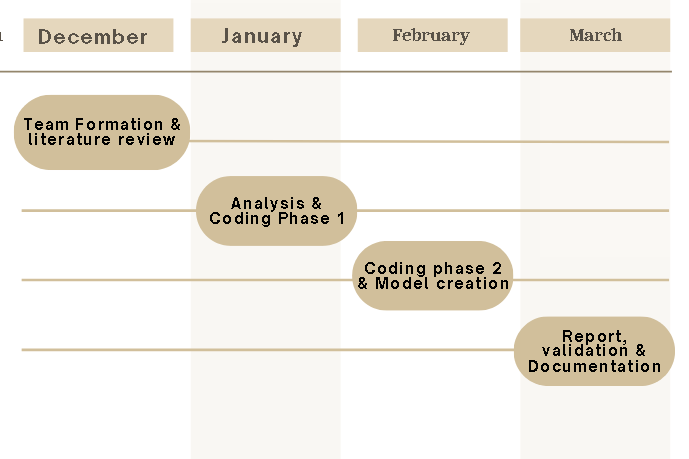 December
January
February
March
Team Formation &
literature review
Analysis &
Coding Phase 1
Coding phase 2
& Model creation
Report,
validation &
Documentation